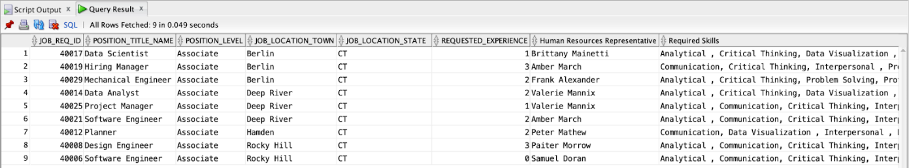 Script Output × Query Result ×
SQL | All Rows Fetched: 9 in 0.049 seconds
JOB_REQ_ID POSITION_TITLE_NAME POSITION_LEVEL JOB_LOCATION_TOWN JOB_LOCATION_STATE REQUESTED_EXPERIENCE Human Resources Representative Required Skills
1 40017 Data Scientist Associate Berlin CT 1 Brittany Mainetti Analytical , Critical Thinking, Data Visualization ,
2 40019 Hiring Manager Associate Berlin CT 3 Amber March Communication, Critical Thinking, Interpersonal , Pr
3 40029 Mechanical Engineer Associate Berlin CT 2 Frank Alexander Analytical , Critical Thinking, Problem Solving, Prof
4 40014 Data Analyst Associate Deep River CT 2 Valerie Mannix Analytical , Critical Thinking, Data Visualization ,
5 40025 Project Manager Associate Deep River CT 1 Valerie Mannix Analytical , Communication, Critical Thinking, Interp
6 40021 Software Engineer Associate Deep River CT 2 Amber March Analytical , Communication, Critical Thinking, Interp
7 40012 Planner Associate Hamden CT 2 Peter Mathew Communication, Data Visualization , Interpersonal ,
8 40008 Design Engineer Associate Rocky Hill CT 3 Paiter Morrow Analytical , Communication, Critical Thinking, Interp
9 40006 Software Engineer Associate Rocky Hill CT 0 Samuel Doran Analytical , Communication, Critical Thinking, Interp